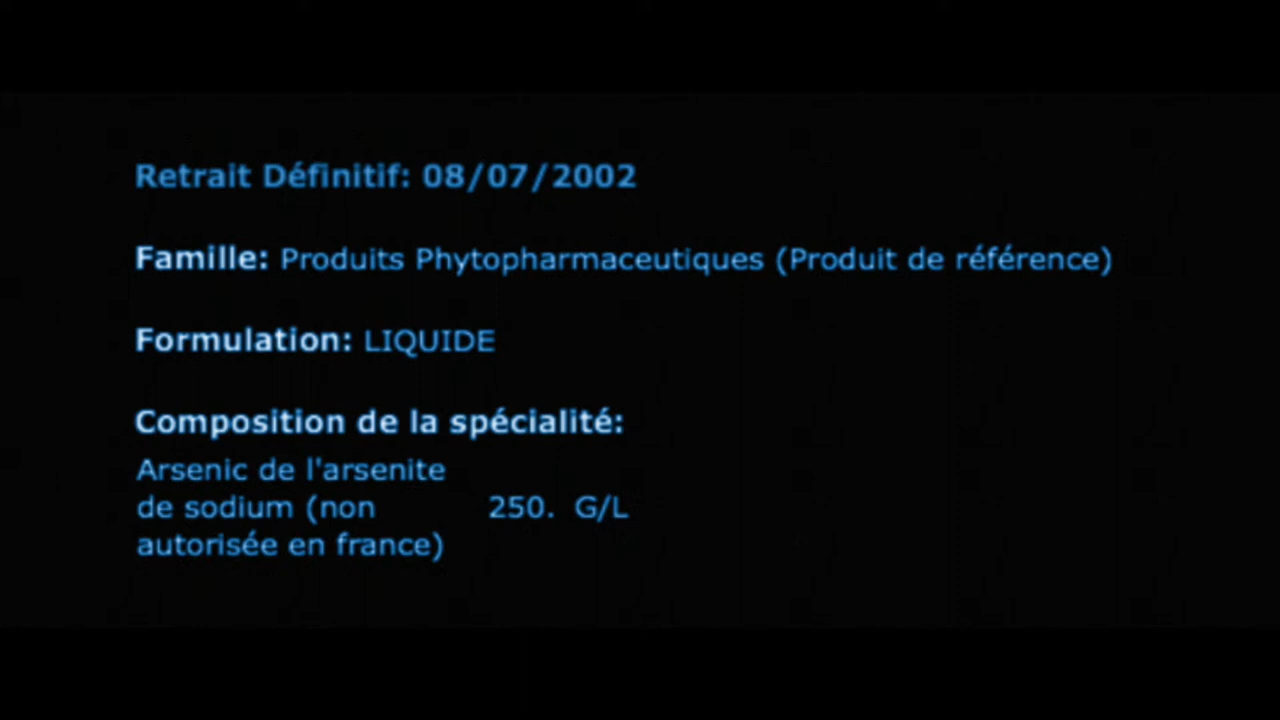 Retrait Définitif: 08/07/2002
Famille: Produits Phytopharmaceutiques (Produit de référence)
Formulation: LIQUIDE
Composition de la spécialité:
Arsenic de l'arsenite
de sodium (non 250. G/L
autorisée en france)